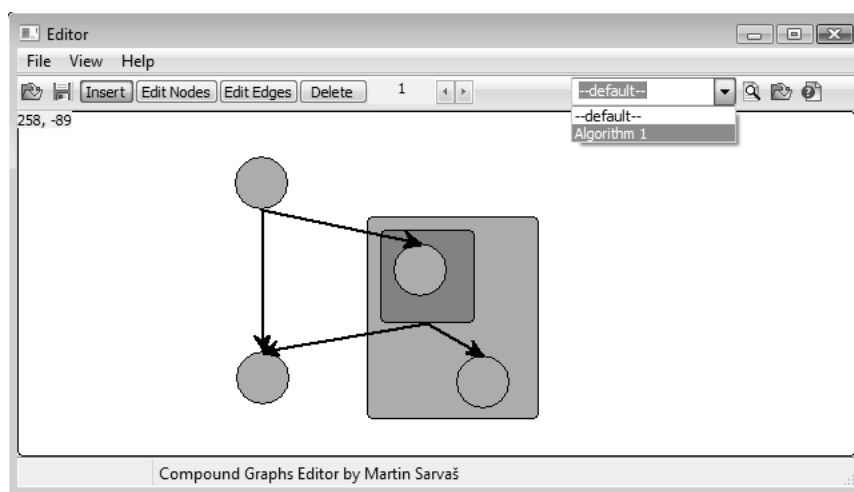 Editor
File View Help
Insert Edit Nodes Edit Edges Delete 1 --default--
--default--
Algorithm 1
258, -89
Compound Graphs Editor by Martin Sarvaš